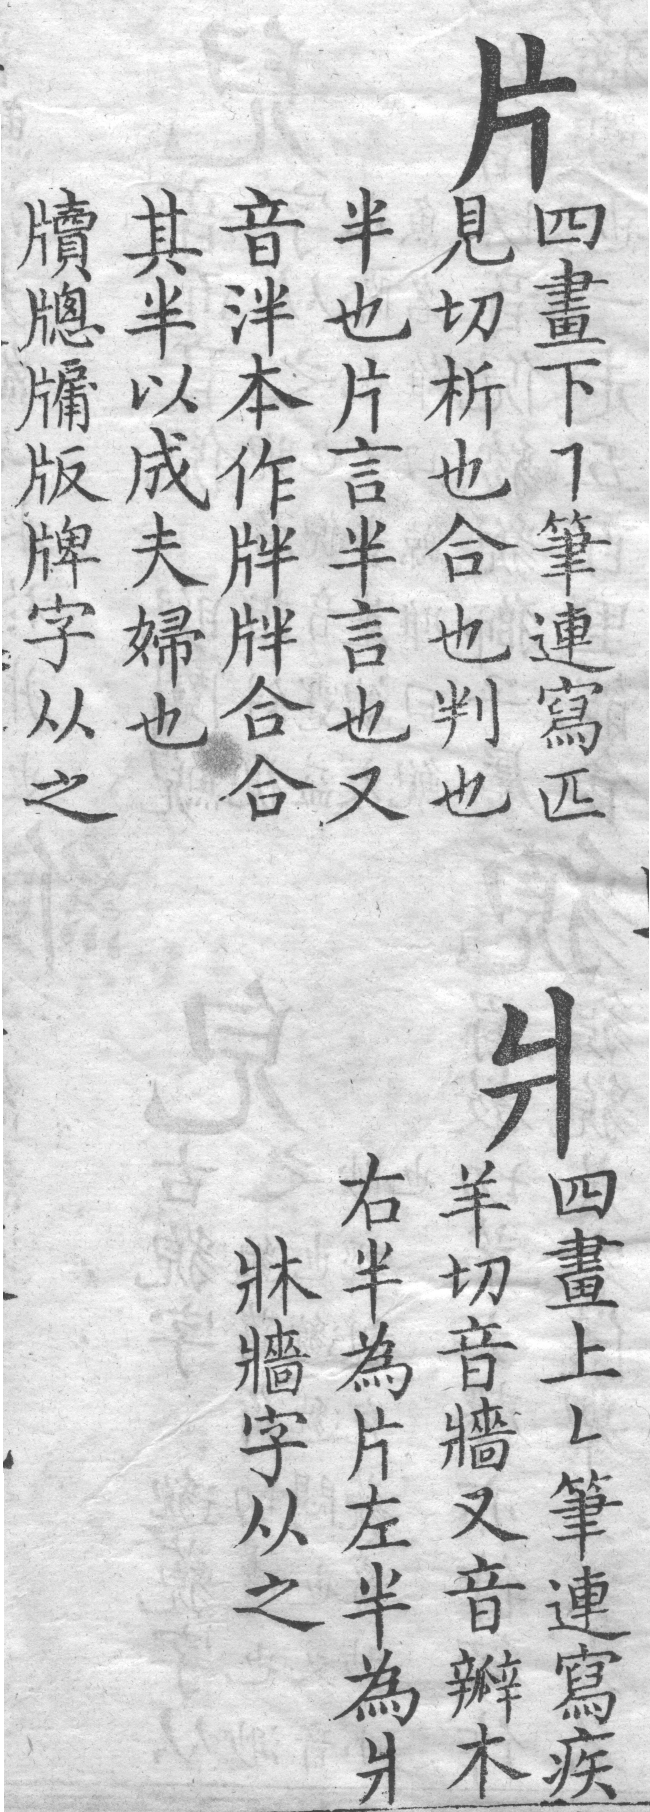 片
四畫下㇕筆連寫匹
見切析也合也判也
半也片言半言也又
音泮本作牉牉合合
其半以成夫婦也
牘牕牗版牌字从之
爿
四畫上㇗筆連寫疾
羊切音牆又音瓣木
右半為片左半為爿
牀牆字从之